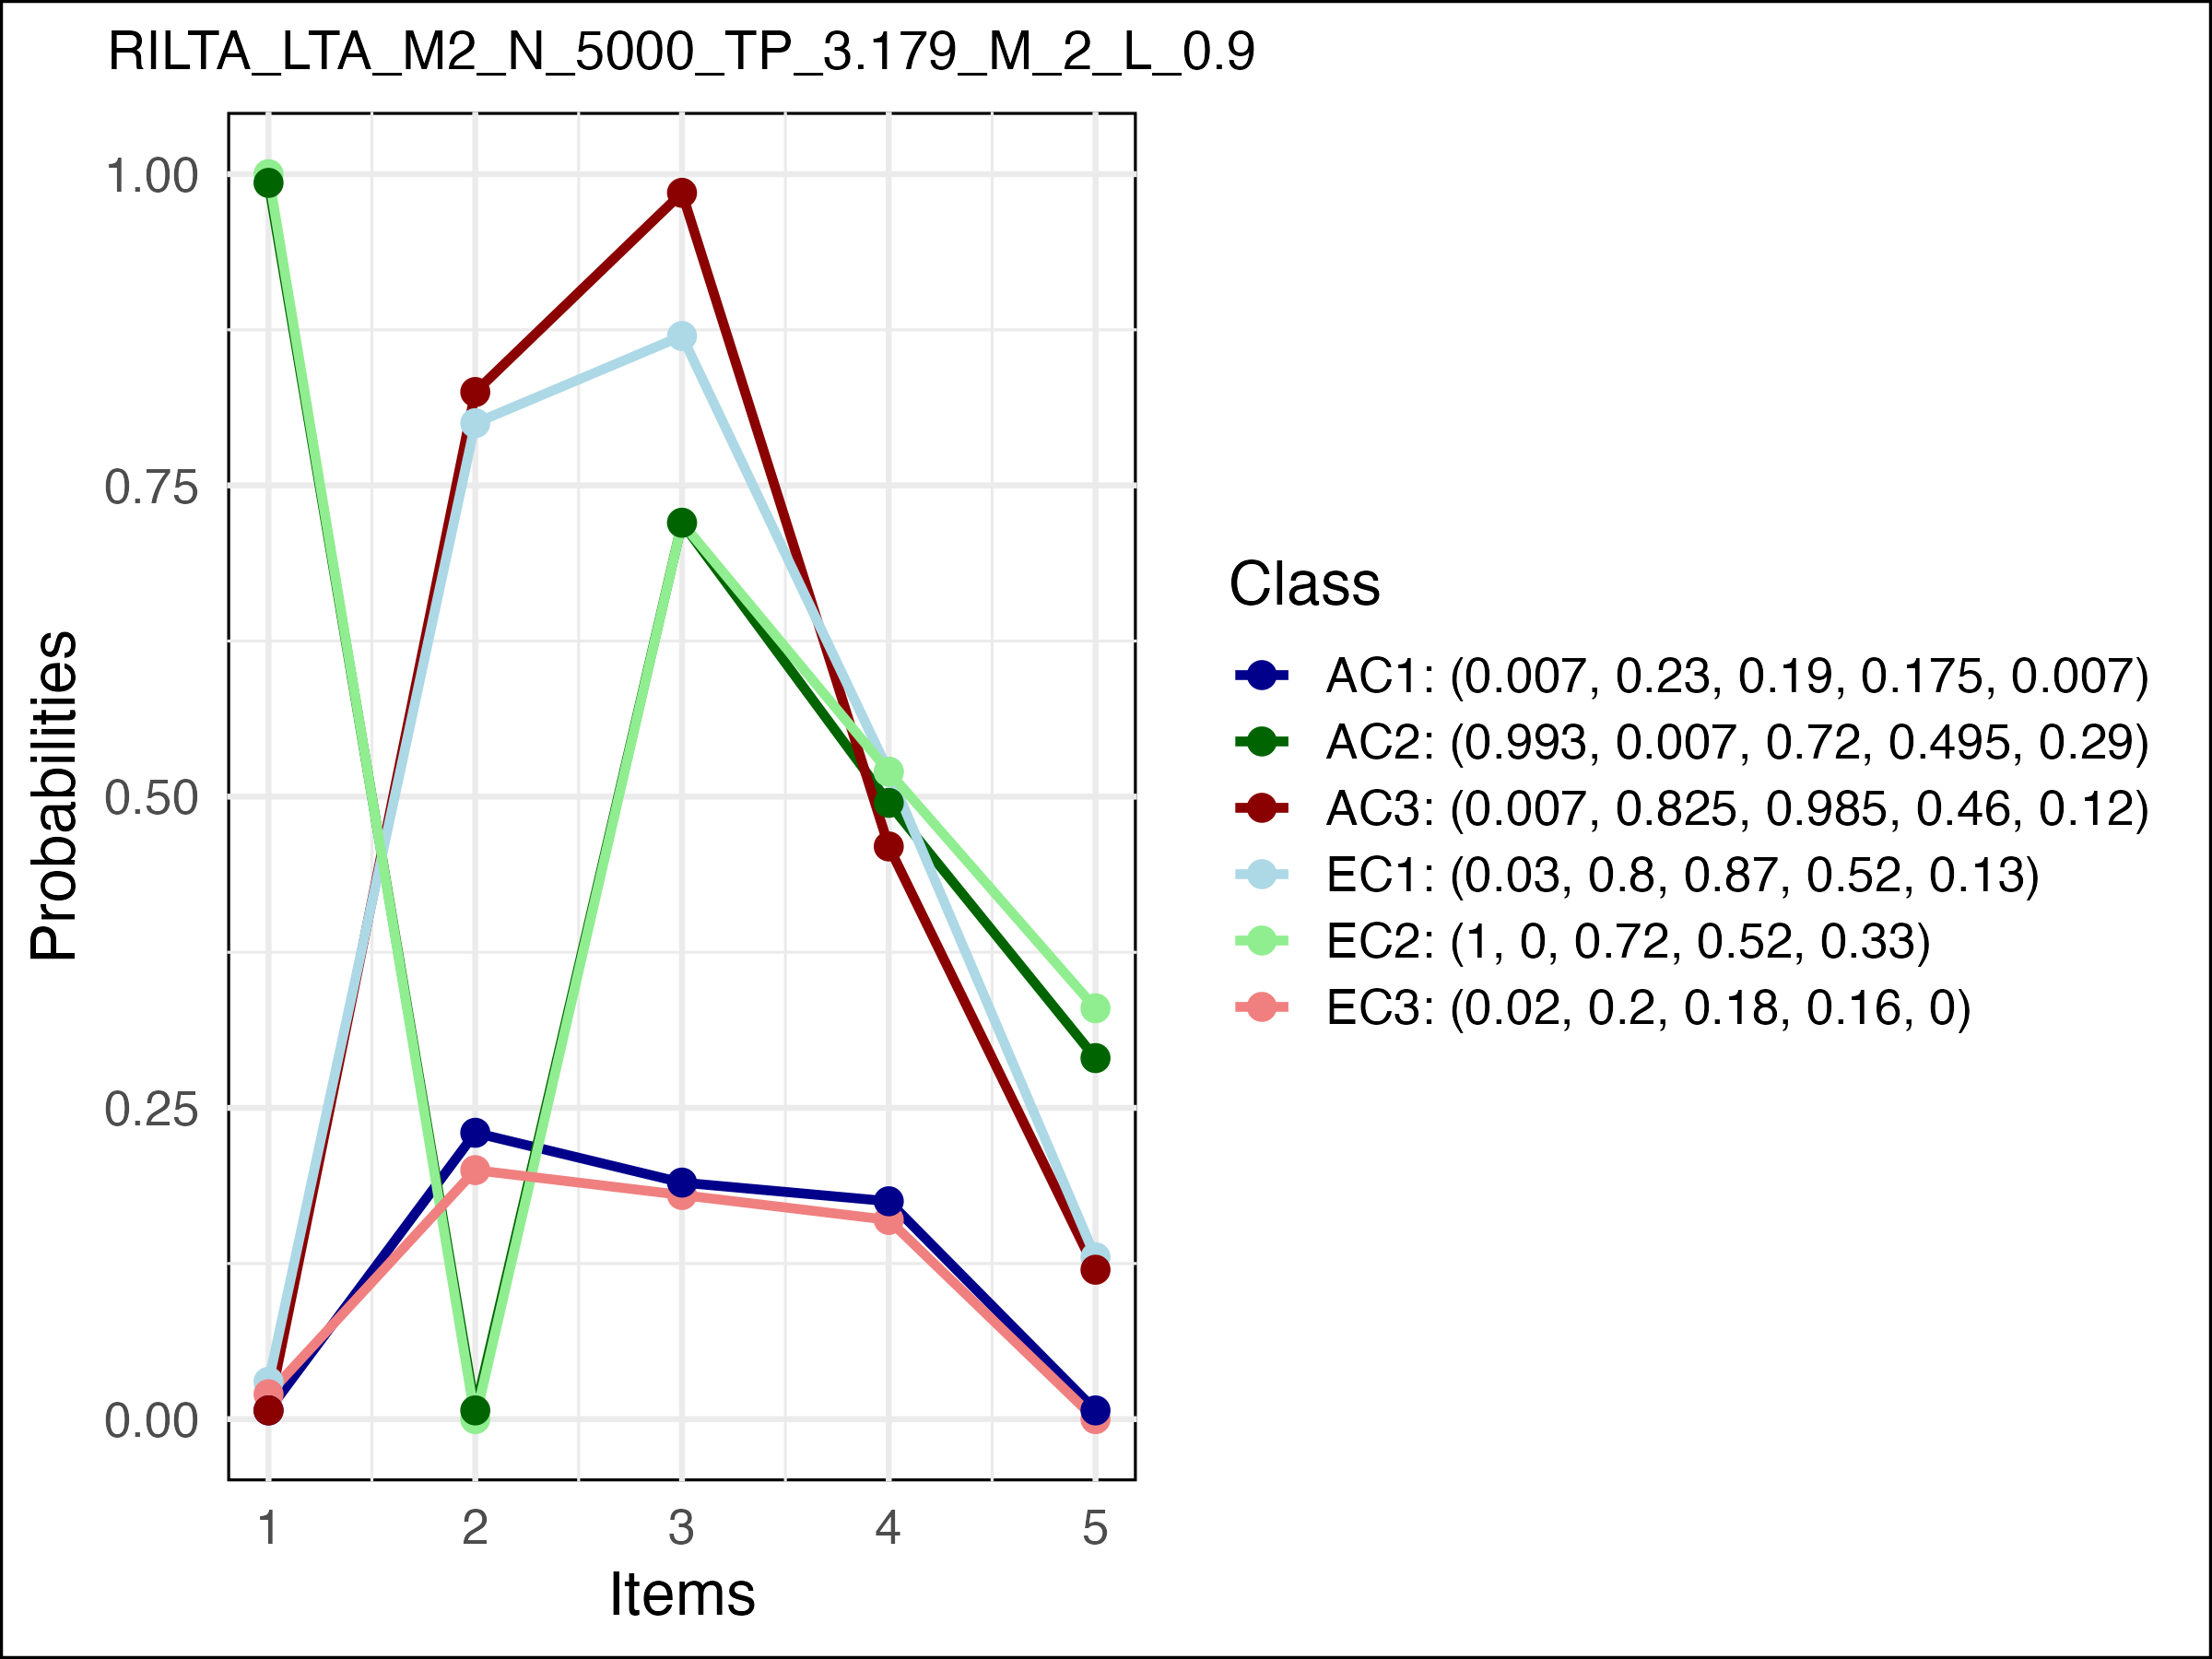 RILTA_LTA_M2_N_5000_TP_3.179_M_2_L_0.9
1.00
0.75
0.50
0.25
0.00
Probabilities
1 2 3 4 5
Items
Class
AC1: (0.007, 0.23, 0.19, 0.175, 0.007)
AC2: (0.993, 0.007, 0.72, 0.495, 0.29)
AC3: (0.007, 0.825, 0.985, 0.46, 0.12)
EC1: (0.03, 0.8, 0.87, 0.52, 0.13)
EC2: (1, 0, 0.72, 0.52, 0.33)
EC3: (0.02, 0.2, 0.18, 0.16, 0)